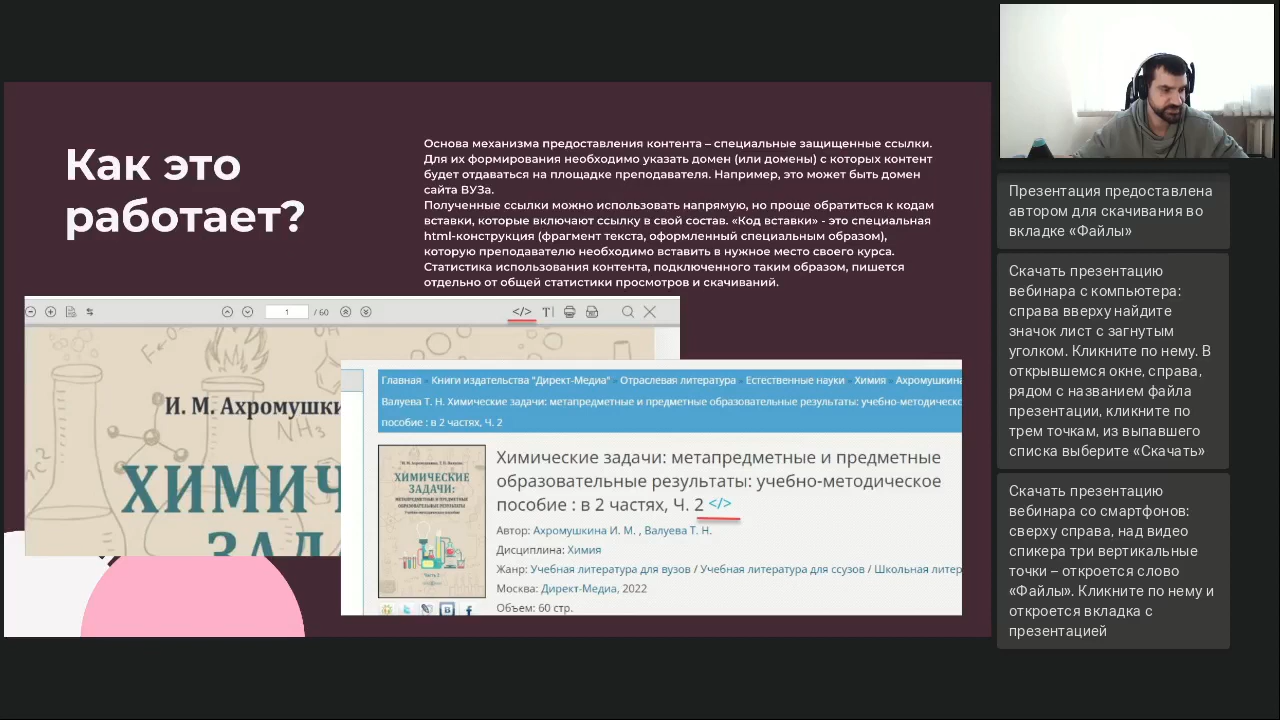 Как это
работает?
Основа механизма предоставления контента – специальные защищенные ссылки.
Для их формирования необходимо указать домен (или домены) с которых контент
будет отдаваться на площадке преподавателя. Например, это может быть домен
сайта ВУЗа.
Полученные ссылки можно использовать напрямую, но проще обратиться к кодам
вставки, которые включают ссылку в свой состав. «Код вставки» - это специальная
html-конструкция (фрагмент текста, оформленный специальным образом),
которую преподавателю необходимо вставить в нужное место своего курса.
Статистика использования контента, подключенного таким образом, пишется
отдельно от общей статистики просмотров и скачиваний.
1 / 60 </>
И. М. Ахромушки
NH3
ХИМИЧ
ЗАД
Главная » Книги издательства "Директ-Медиа" » Отраслевая литература » Естественные науки » Химия » Ахромушкина
Валуева Т. Н. Химические задачи: метапредметные и предметные образовательные результаты: учебно-методическо
пособие : в 2 частях, Ч. 2
ХИМИЧЕСКИЕ
ЗАДАЧИ:
Часть 2
Химические задачи: метапредметные и предметные
образовательные результаты: учебно-методическое
пособие : в 2 частях, Ч. 2 </>
Автор: Ахромушкина И. М. , Валуева Т. Н.
Дисциплина: Химия
Жанр: Учебная литература для вузов / Учебная литература для ссузов / Школьная литер
Москва: Директ-Медиа, 2022
Объем: 60 стр.
Презентация предоставлена
автором для скачивания во
вкладке «Файлы»
Скачать презентацию
вебинара с компьютера:
справа вверху найдите
значок лист с загнутым
уголком. Кликните по нему. В
открывшемся окне, справа,
рядом с названием файла
презентации, кликните по
трем точкам, из выпавшего
списка выберите «Скачать»
Скачать презентацию
вебинара со смартфонов:
сверху справа, над видео
спикера три вертикальные
точки – откроется слово
«Файлы». Кликните по нему и
откроется вкладка с
презентацией